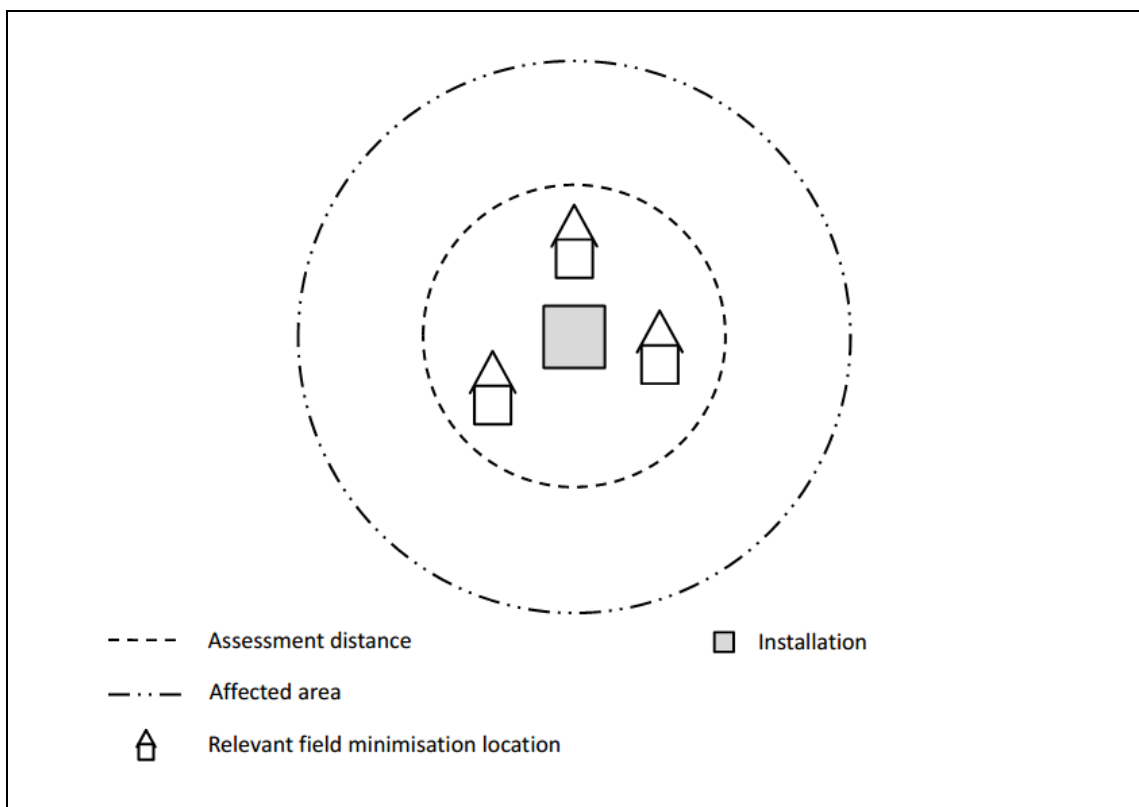 Assessment distance
Installation
Affected area
Relevant field minimisation location